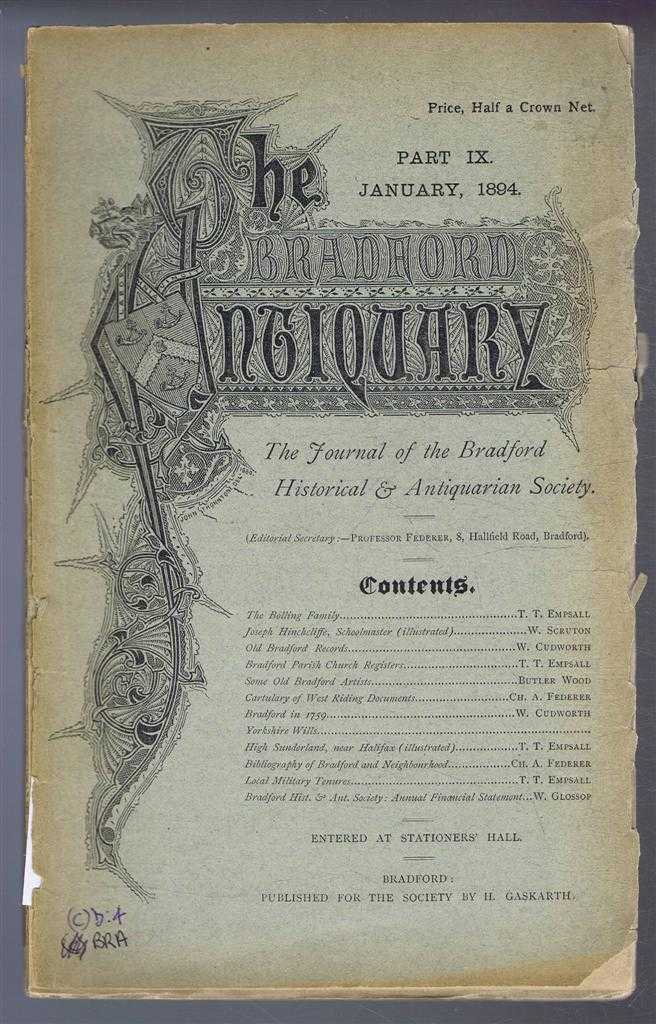 Price, Half a Crown Net.
PART IX.
JANUARY, 1894.
The
BRADFORD
ANTIQUARY
The Journal of the Bradford
Historical & Antiquarian Society.
(Editorial Secretary:—PROFESSOR FEDERER, 8, Hallfield Road, Bradford).
Contents.
The Bolling Family....................T. T. EMPSALL
Joseph Hinchcliffe, Schoolmaster (illustrated)....................W. SCRUTON
Old Bradford Records....................W. CUDWORTH
Bradford Parish Church Registers....................T. T. EMPSALL
Some Old Bradford Artists....................BUTLER WOOD
Cartulary of West Riding Documents....................CH. A. FEDERER
Bradford in 1759....................W. CUDWORTH
Yorkshire Wills....................
High Sunderland, near Halifax (illustrated)....................T. T. EMPSALL
Bibliography of Bradford and Neighbourhood....................CH. A. FEDERER
Local Military Tenures....................T. T. EMPSALL
Bradford Hist. & Ant. Society: Annual Financial Statement...W. GLOSSOP
ENTERED AT STATIONERS' HALL.
BRADFORD:
PUBLISHED FOR THE SOCIETY BY H. GASKARTH.
BRA